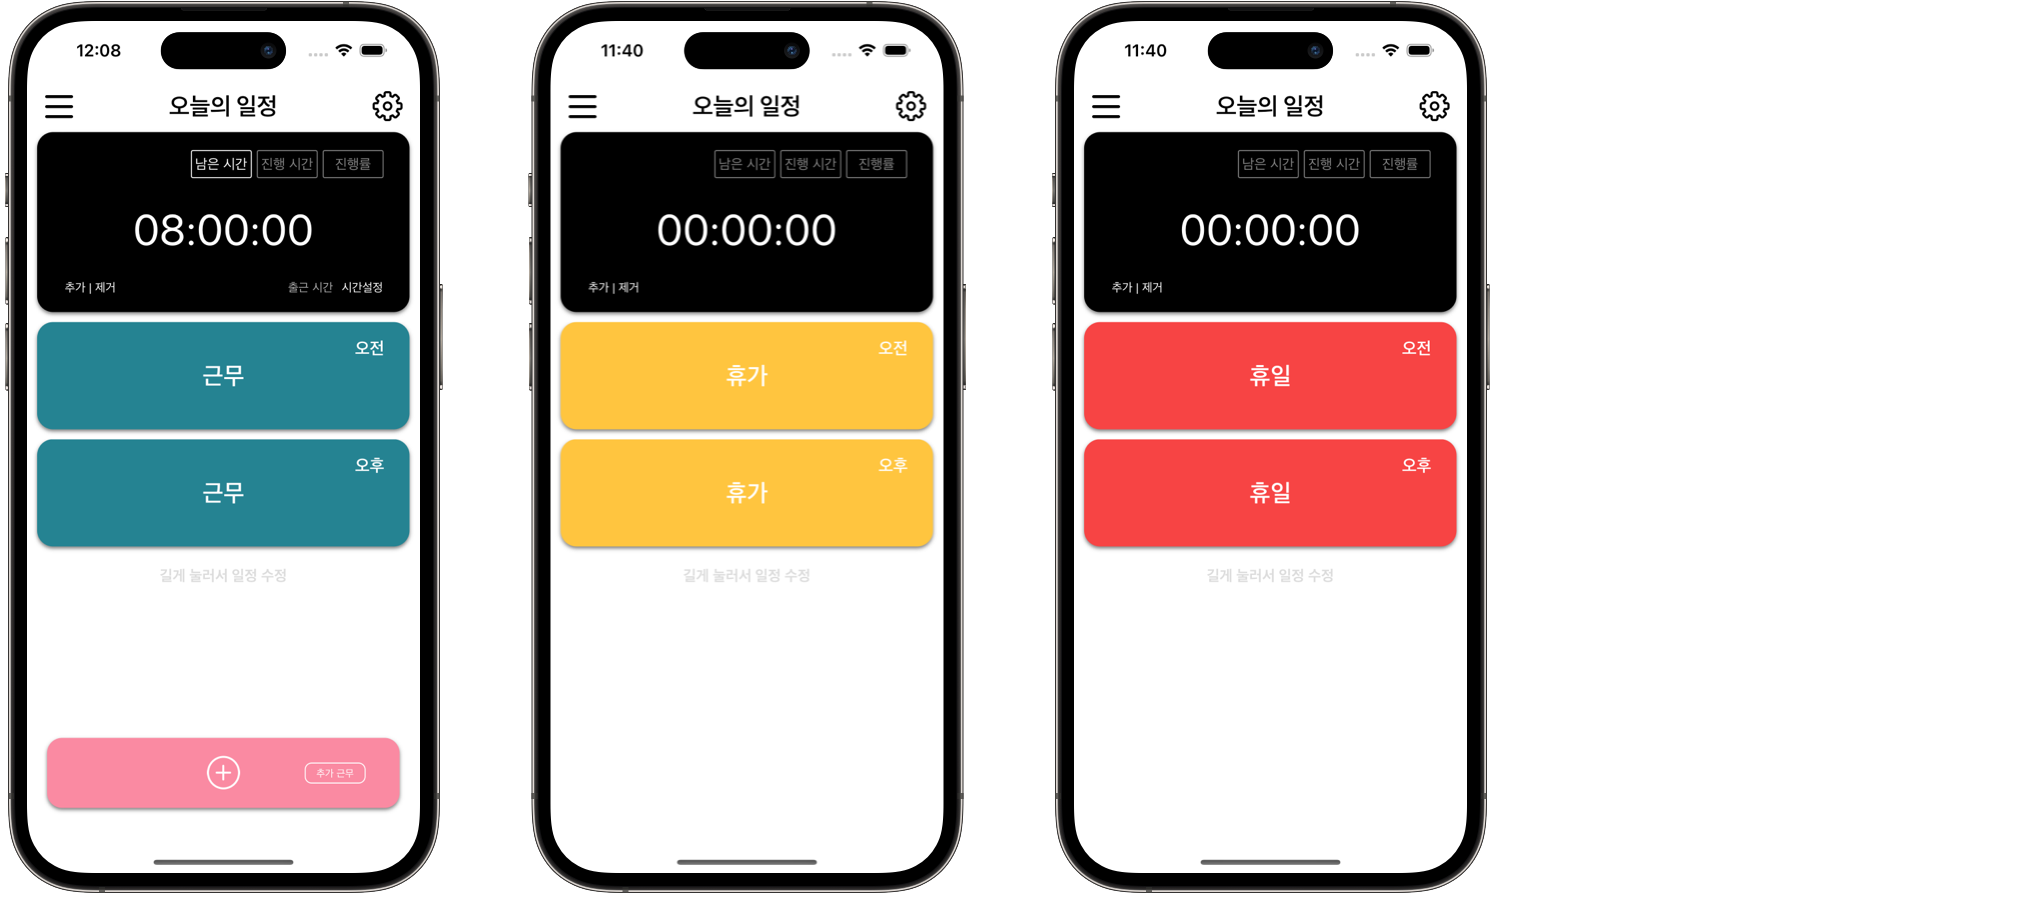 12:08
오늘의 일정
남은 시간 진행 시간 진행률
08:00:00
추가 | 제거 출근 시간 시간설정
오전
근무
오후
근무
길게 눌러서 일정 수정
추가 근무
11:40
오늘의 일정
남은 시간 진행 시간 진행률
00:00:00
추가 | 제거
오전
휴가
오후
휴가
길게 눌러서 일정 수정
11:40
오늘의 일정
남은 시간 진행 시간 진행률
00:00:00
추가 | 제거
오전
휴일
오후
휴일
길게 눌러서 일정 수정